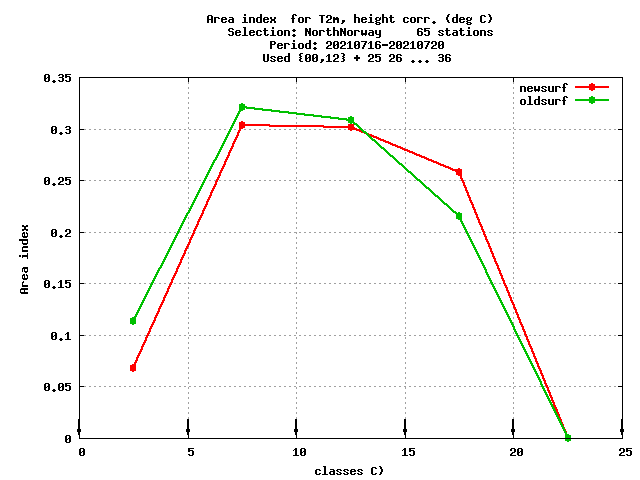 Area index  for T2m, height corr. (deg C)
Selection: NorthNorway     65 stations
Period: 20210716-20210720
Used {00,12} + 25 26 ... 36
newsurf
oldsurf
0.35
0.3
0.25
0.2
0.15
0.1
0.05
0
Area index
0 5 10 15 20 25
classes C)